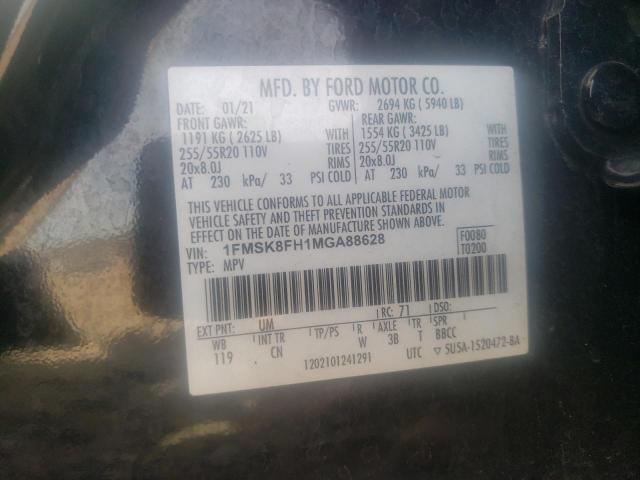 MFD. BY FORD MOTOR CO.
DATE: 01/21 GVWR: 2694 KG ( 5940 LB)
FRONT GAWR: REAR GAWR:
1191 KG ( 2625 LB) WITH 1554 KG ( 3425 LB) WITH
255/55R20 110V TIRES 255/55R20 110V TIRES
20x8.0J RIMS 20x8.0J RIMS
AT 230 kPa/ 33 PSI COLD AT 230 kPa/ 33 PSI COLD
THIS VEHICLE CONFORMS TO ALL APPLICABLE FEDERAL MOTOR
VEHICLE SAFETY AND THEFT PREVENTION STANDARDS IN
EFFECT ON THE DATE OF MANUFACTURE SHOWN ABOVE.
VIN: 1FMSK8FH1MGA88628 F0080
TYPE: MPV T0200
EXT PNT: UM RC: 71 DSO:
WB INT TR TP/PS R AXLE TR SPR
119 CN W 3B T BBCC
1202101241291 UTC ▽ SU5A-1520472-BA